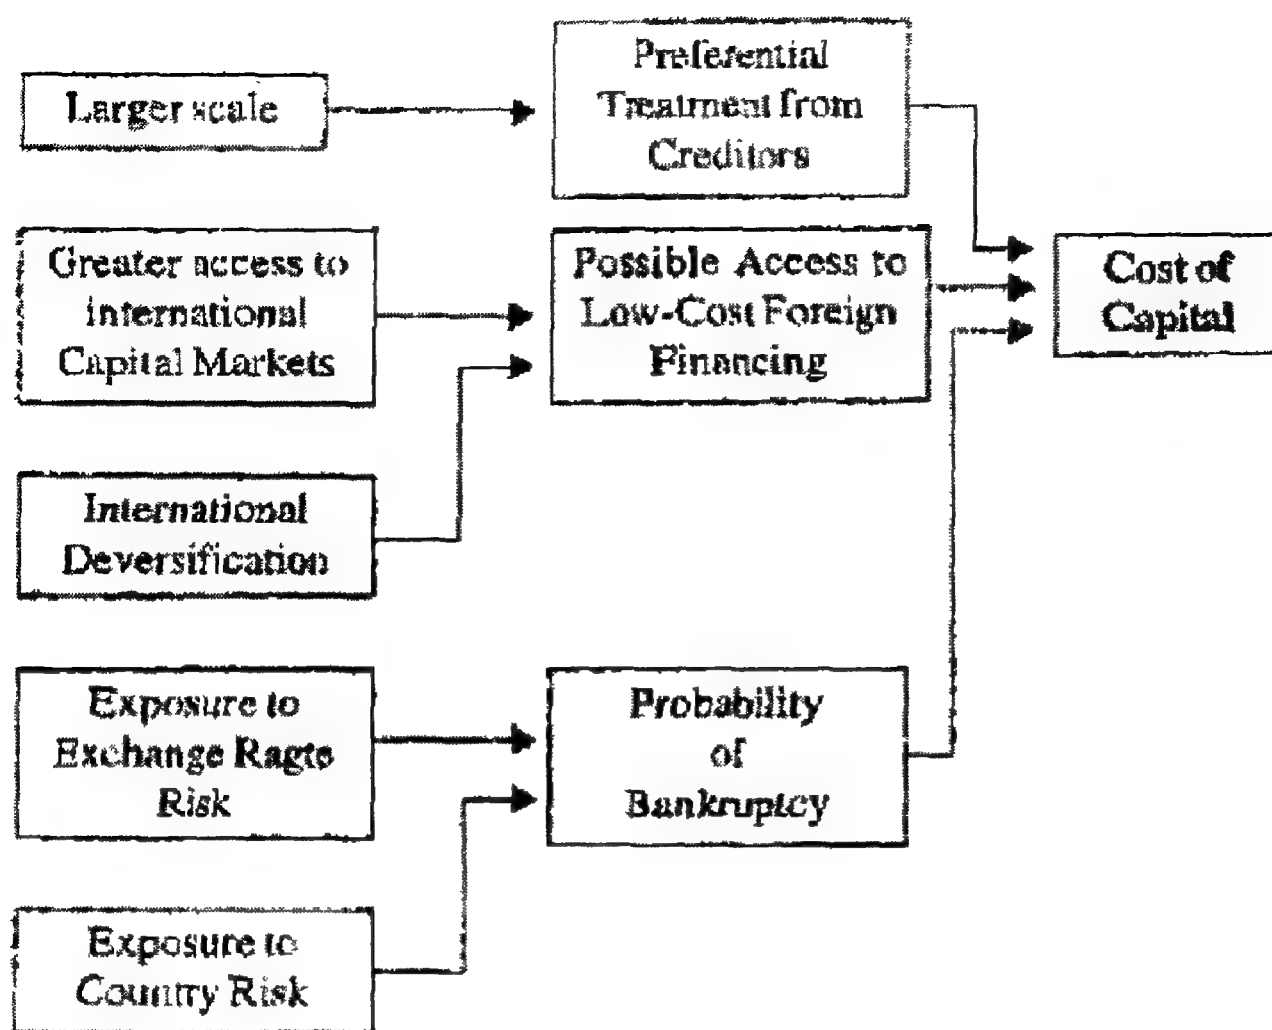 Larger scale
Preferential
Treatment from
Creditors
Greater access to
international
Capital Markets
Possible Access to
Low-Cost Foreign
Financing
Cost of
Capital
International
Deversification
Exposure to
Exchange Ragte
Risk
Probability
of
Bankruptcy
Exposure to
Country Risk